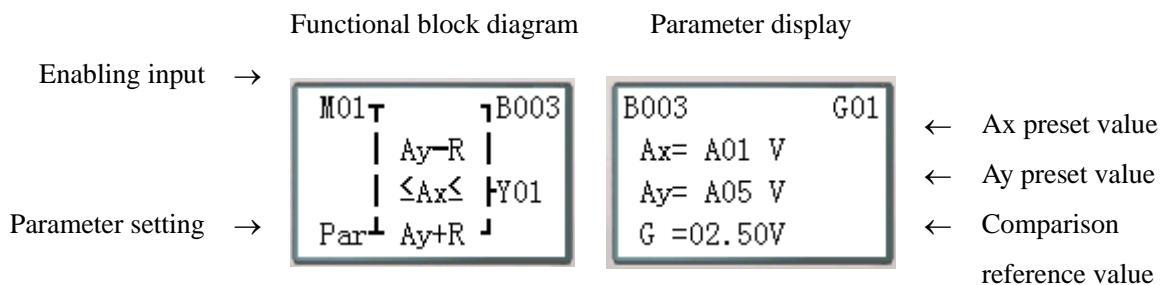 Functional block diagram Parameter display
Enabling input →
M01 B003
Ay-R
≤Ax≤ Y01
Parameter setting → Par Ay+R
B003 G01
Ax= A01 V
Ay= A05 V
G =02.50V
← Ax preset value
← Ay preset value
← Comparison
reference value